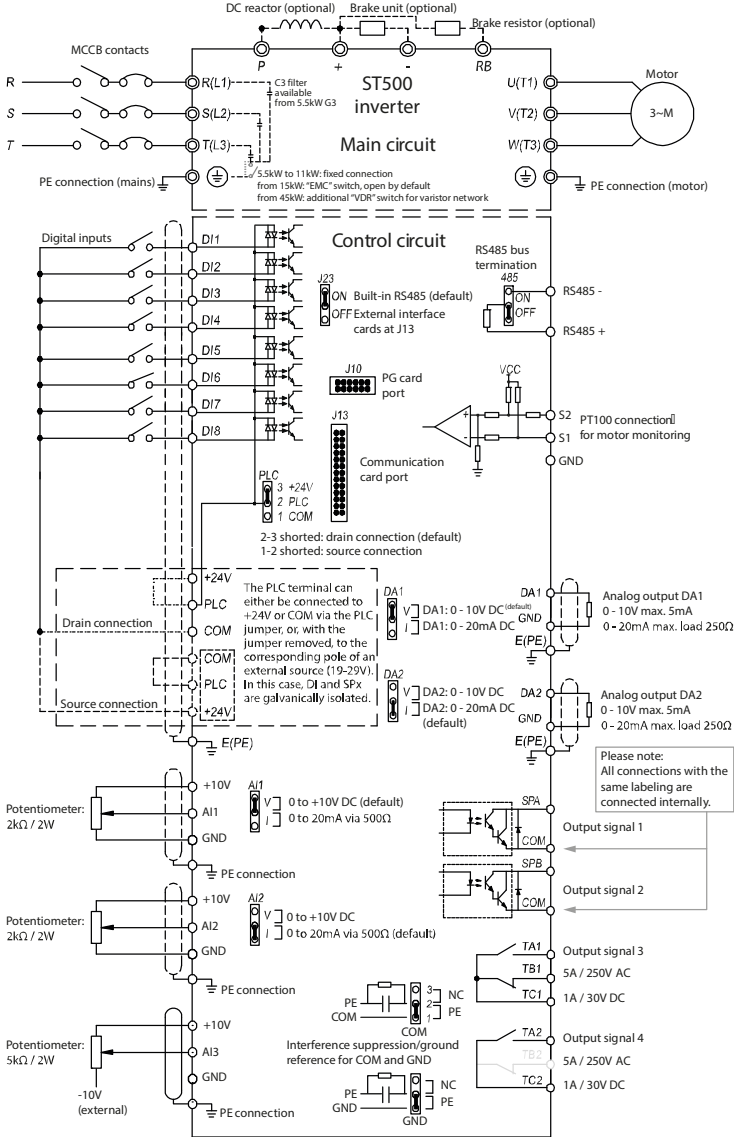 DC reactor (optional)
Brake unit (optional)
Brake resistor (optional)
MCCB contacts
P
+
-
RB
R
R(L1)
C3 filter
available
from 5.5kW G3
ST500
inverter
U(T1)
Motor
S
S(L2)
V(T2)
3~M
T
T(L3)
Main circuit
W(T3)
5.5kW to 11kW: fixed connection
from 15kW: "EMC" switch, open by default
from 45kW: additional "VDR" switch for varistor network
PE connection (mains)
PE connection (motor)
Digital inputs
DI1
DI2
DI3
DI4
DI5
DI6
DI7
DI8
Control circuit
J23
ON Built-in RS485 (default)
OFF External interface
cards at J13
RS485 bus
termination
485
ON
OFF
RS485 -
RS485 +
J10
PG card
port
J13
Communication
card port
VCC
+
-
S2
S1
PT100 connection
for motor monitoring
GND
PLC
3 +24V
2 PLC
1 COM
2-3 shorted: drain connection (default)
1-2 shorted: source connection
+24V
PLC
Drain connection
COM
COM
PLC
Source connection
+24V
E(PE)
The PLC terminal can
either be connected to
+24V or COM via the PLC
jumper, or, with the
jumper removed, to the
corresponding pole of an
external source (19-29V).
In this case, DI and SPx
are galvanically isolated.
DA1
V DA1: 0 - 10V DC (default)
I DA1: 0 - 20mA DC
DA1
GND
E(PE)
Analog output DA1
0 - 10V max. 5mA
0 - 20mA max. load 250Ω
DA2
V DA2: 0 - 10V DC
I DA2: 0 - 20mA DC
(default)
DA2
GND
E(PE)
Analog output DA2
0 - 10V max. 5mA
0 - 20mA max. load 250Ω
Please note:
All connections with the
same labeling are
connected internally.
Potentiometer:
2kΩ / 2W
+10V
AI1
GND
PE connection
AI1
V 0 to +10V DC (default)
I 0 to 20mA via 500Ω
SPA
COM
Output signal 1
SPB
COM
Output signal 2
Potentiometer:
2kΩ / 2W
+10V
AI2
GND
PE connection
AI2
V 0 to +10V DC
I 0 to 20mA via 500Ω (default)
TA1
TB1
TC1
Output signal 3
5A / 250V AC
1A / 30V DC
PE
COM
3
2
1
NC
PE
COM
Interference suppression/ground
reference for COM and GND
Potentiometer:
5kΩ / 2W
+10V
AI3
GND
-10V
(external)
PE connection
PE
GND
NC
PE
GND
TA2
TB2
TC2
Output signal 4
5A / 250V AC
1A / 30V DC